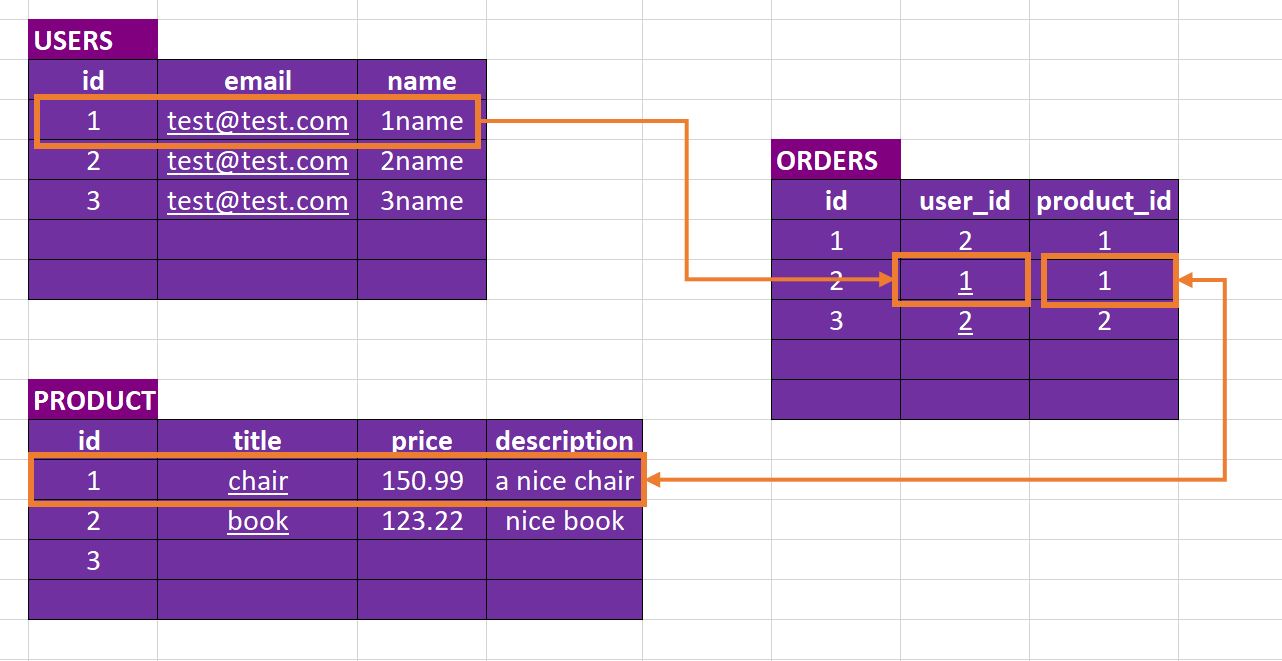 USERS
id email name
1 test@test.com 1name
2 test@test.com 2name
3 test@test.com 3name
ORDERS
id user_id product_id
1 2 1
2 1 1
3 2 2
PRODUCT
id title price description
1 chair 150.99 a nice chair
2 book 123.22 nice book
3